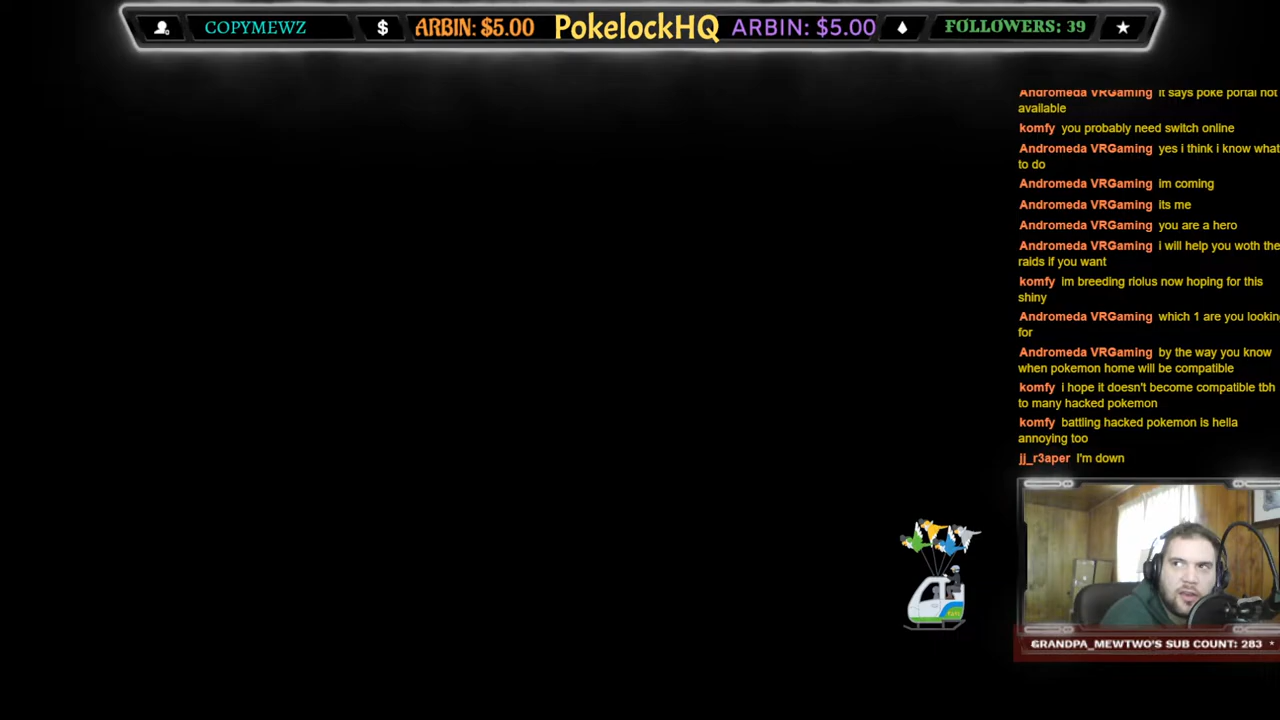 COPYMEWZ $ ARBIN: $5.00 PokelockHQ ARBIN: $5.00 FOLLOWERS: 39
Andromeda VRGaming it says poke portal not
available
komfy you probably need switch online
Andromeda VRGaming yes i think i know what
to do
Andromeda VRGaming im coming
Andromeda VRGaming its me
Andromeda VRGaming you are a hero
Andromeda VRGaming i will help you woth the
raids if you want
komfy im breeding riolus now hoping for this
shiny
Andromeda VRGaming which 1 are you lookin
for
Andromeda VRGaming by the way you know
when pokemon home will be compatible
komfy i hope it doesn't become compatible tbh
to many hacked pokemon
komfy battling hacked pokemon is hella
annoying too
jj_r3aper I'm down
GRANDPA_MEWTWO'S SUB COUNT: 283 *